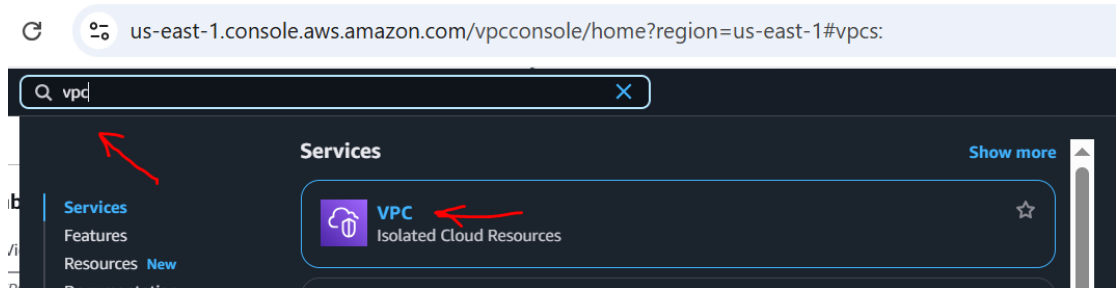 us-east-1.console.aws.amazon.com/vpcconsole/home?region=us-east-1#vpcs:
vpc
Services
Show more
Services
Features
Resources New
VPC
Isolated Cloud Resources